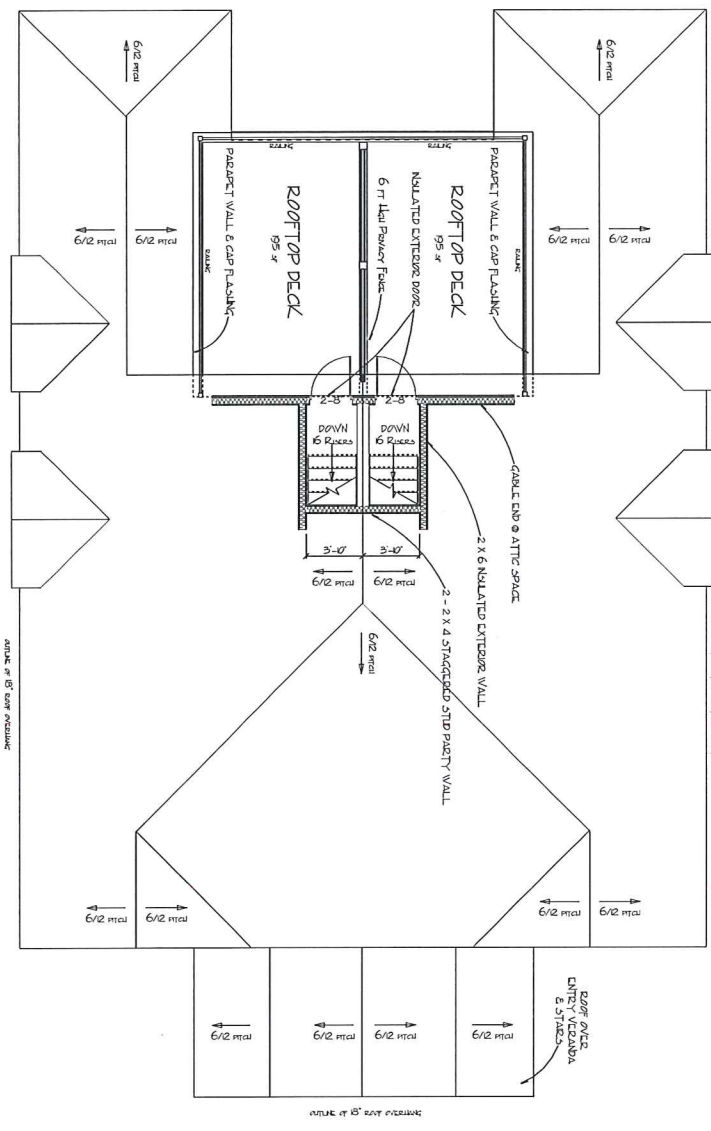 6/12 PITCH
6/12 PITCH
6/12 PITCH
6/12 PITCH
6/12 PITCH
6/12 PITCH
RAILING
RAILING
PARAPET WALL & CAP FLASHING
ROOFTOP DECK
195 SF
RAILING
6 FT HIGH PRIVACY FENCE
INSULATED EXTERIOR DOOR
ROOFTOP DECK
195 SF
RAILING
PARAPET WALL & CAP FLASHING
2-8
2-8
DOWN
16 RISERS
DOWN
16 RISERS
GABLE END @ ATTIC SPACE
2 X 6 INSULATED EXTERIOR WALL
2 - 2 X 4 STAGGERED STUD PARTY WALL
3'-10"
3'-10"
6/12 PITCH
6/12 PITCH
6/12 PITCH
OUTLINE OF 18" ROOF OVERHANG
6/12 PITCH
6/12 PITCH
6/12 PITCH
6/12 PITCH
ROOF OVER
ENTRY VERANDA
& STAIRS
6/12 PITCH
6/12 PITCH
6/12 PITCH
6/12 PITCH
OUTLINE OF 18" ROOF OVERHANG